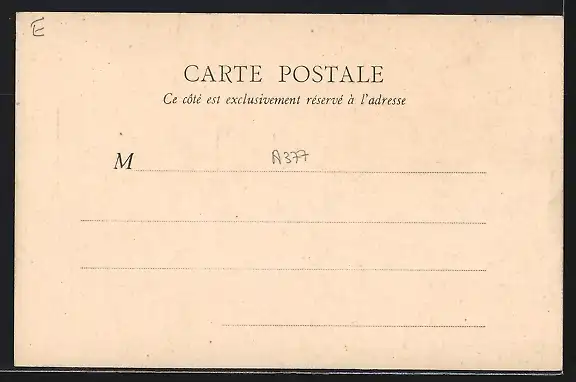 E
CARTE POSTALE
Ce côté est exclusivement réservé à l'adresse
M
A377